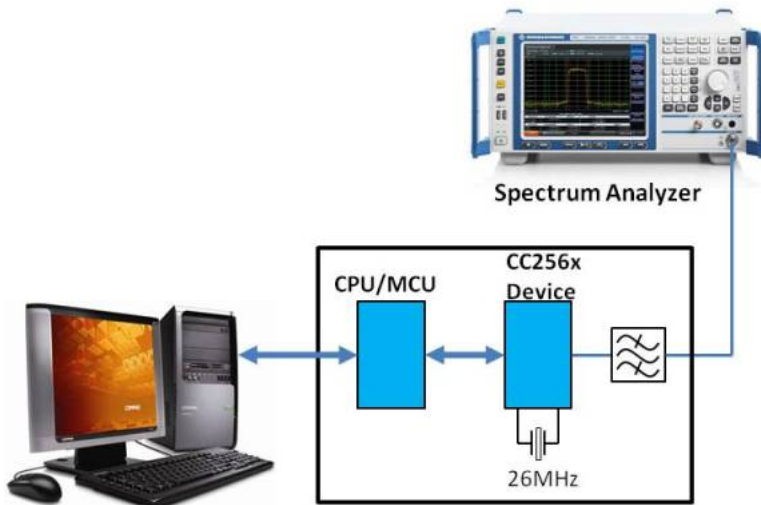 Spectrum Analyzer
CPU/MCU
CC256x
Device
26MHz